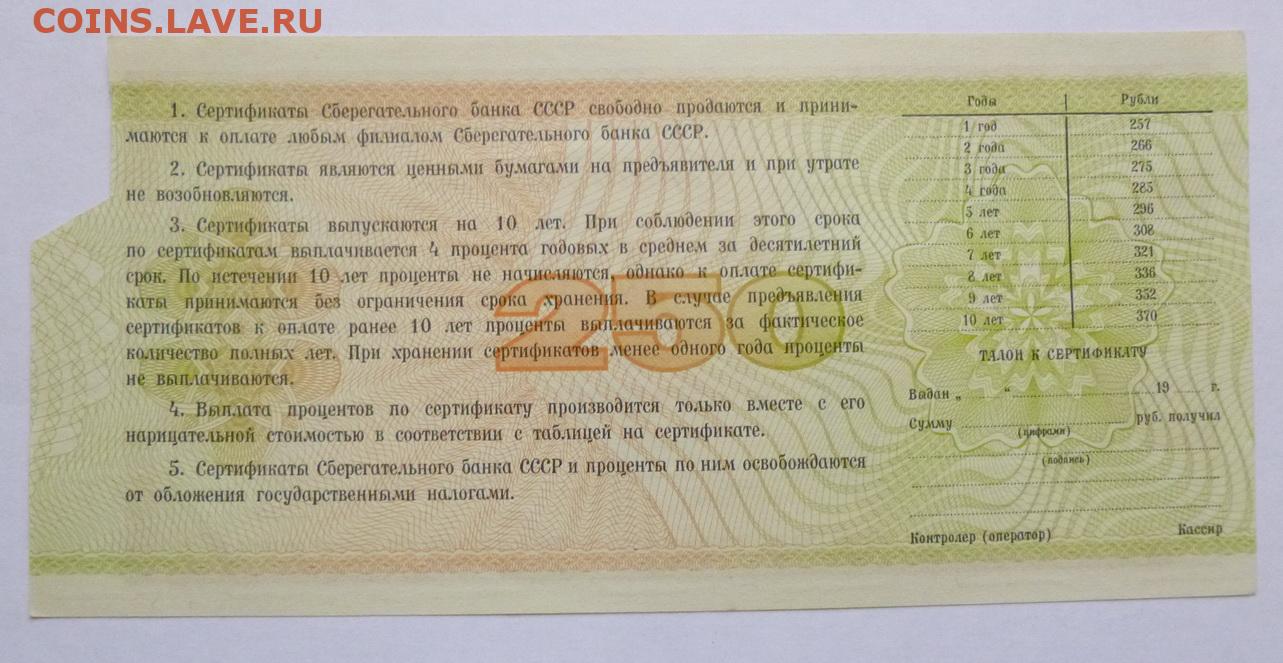 COINS.LAVE.RU
1. Сертификаты Сберегательного банка СССР свободно продаются и прини-
маются к оплате любым филиалом Сберегательного банка СССР.
2. Сертификаты являются ценными бумагами на предъявителя и при утрате
не возобновляются.
3. Сертификаты выпускаются на 10 лет. При соблюдении этого срока
по сертификатам выплачивается 4 процента годовых в среднем за десятилетний
срок. По истечении 10 лет проценты не начисляются, однако к оплате сертифи-
каты принимаются без ограничения срока хранения. В случае предъявления
сертификатов к оплате ранее 10 лет проценты выплачиваются за фактическое
количество полных лет. При хранении сертификатов менее одного года проценты
не выплачиваются.
4. Выплата процентов по сертификату производится только вместе с его
нарицательной стоимостью в соответствии с таблицей на сертификате.
5. Сертификаты Сберегательного банка СССР и проценты по ним освобождаются
от обложения государственными налогами.
250
Годы Рубли
1 год 257
2 года 266
3 года 275
4 года 285
5 лет 296
6 лет 308
7 лет 321
8 лет 336
9 лет 352
10 лет 370
ТАЛОН К СЕРТИФИКАТУ
Выдан „ “ 19 г.
Сумму руб. получил
(цифрами)
(подпись)
Контролер (оператор) Кассир